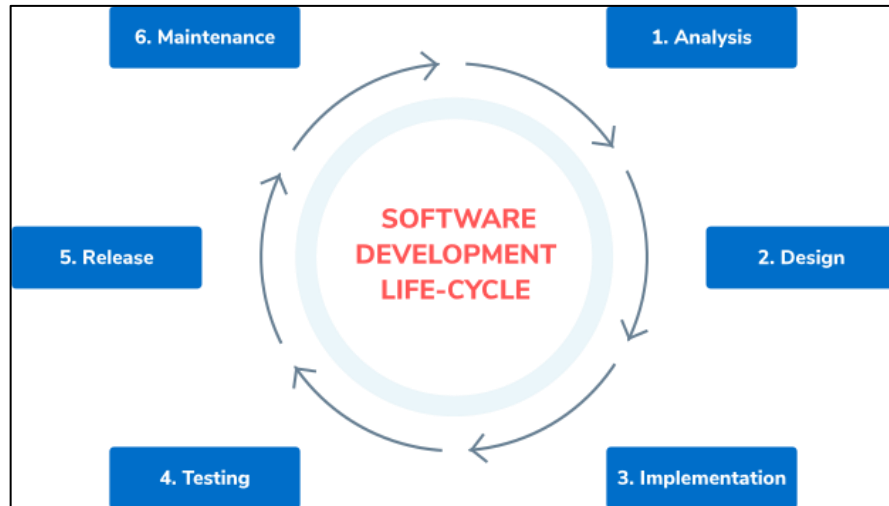 6. Maintenance
1. Analysis
SOFTWARE
DEVELOPMENT
LIFE-CYCLE
5. Release
2. Design
4. Testing
3. Implementation